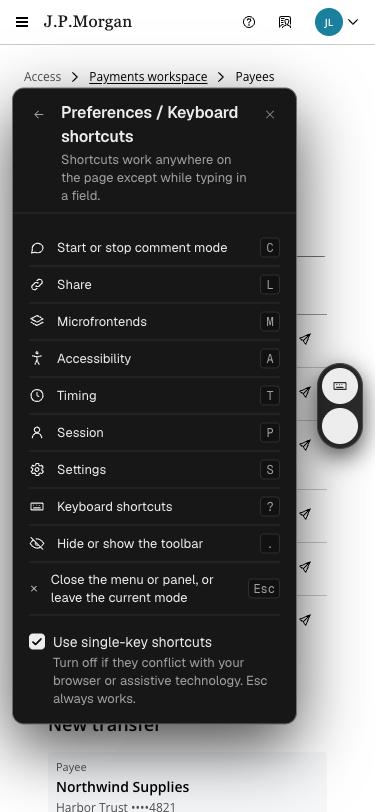 J.P.Morgan
JL
Access
Payments workspace
Payees
Preferences / Keyboard
shortcuts
Shortcuts work anywhere on
the page except while typing in
a field.
Start or stop comment mode C
Share L
Microfrontends M
Accessibility A
Timing T
Session P
Settings S
Keyboard shortcuts ?
Hide or show the toolbar .
Close the menu or panel, or
leave the current mode Esc
Use single-key shortcuts
Turn off if they conflict with your
browser or assistive technology. Esc
always works.
New transfer
Payee
Northwind Supplies
Harbor Trust ••••4821